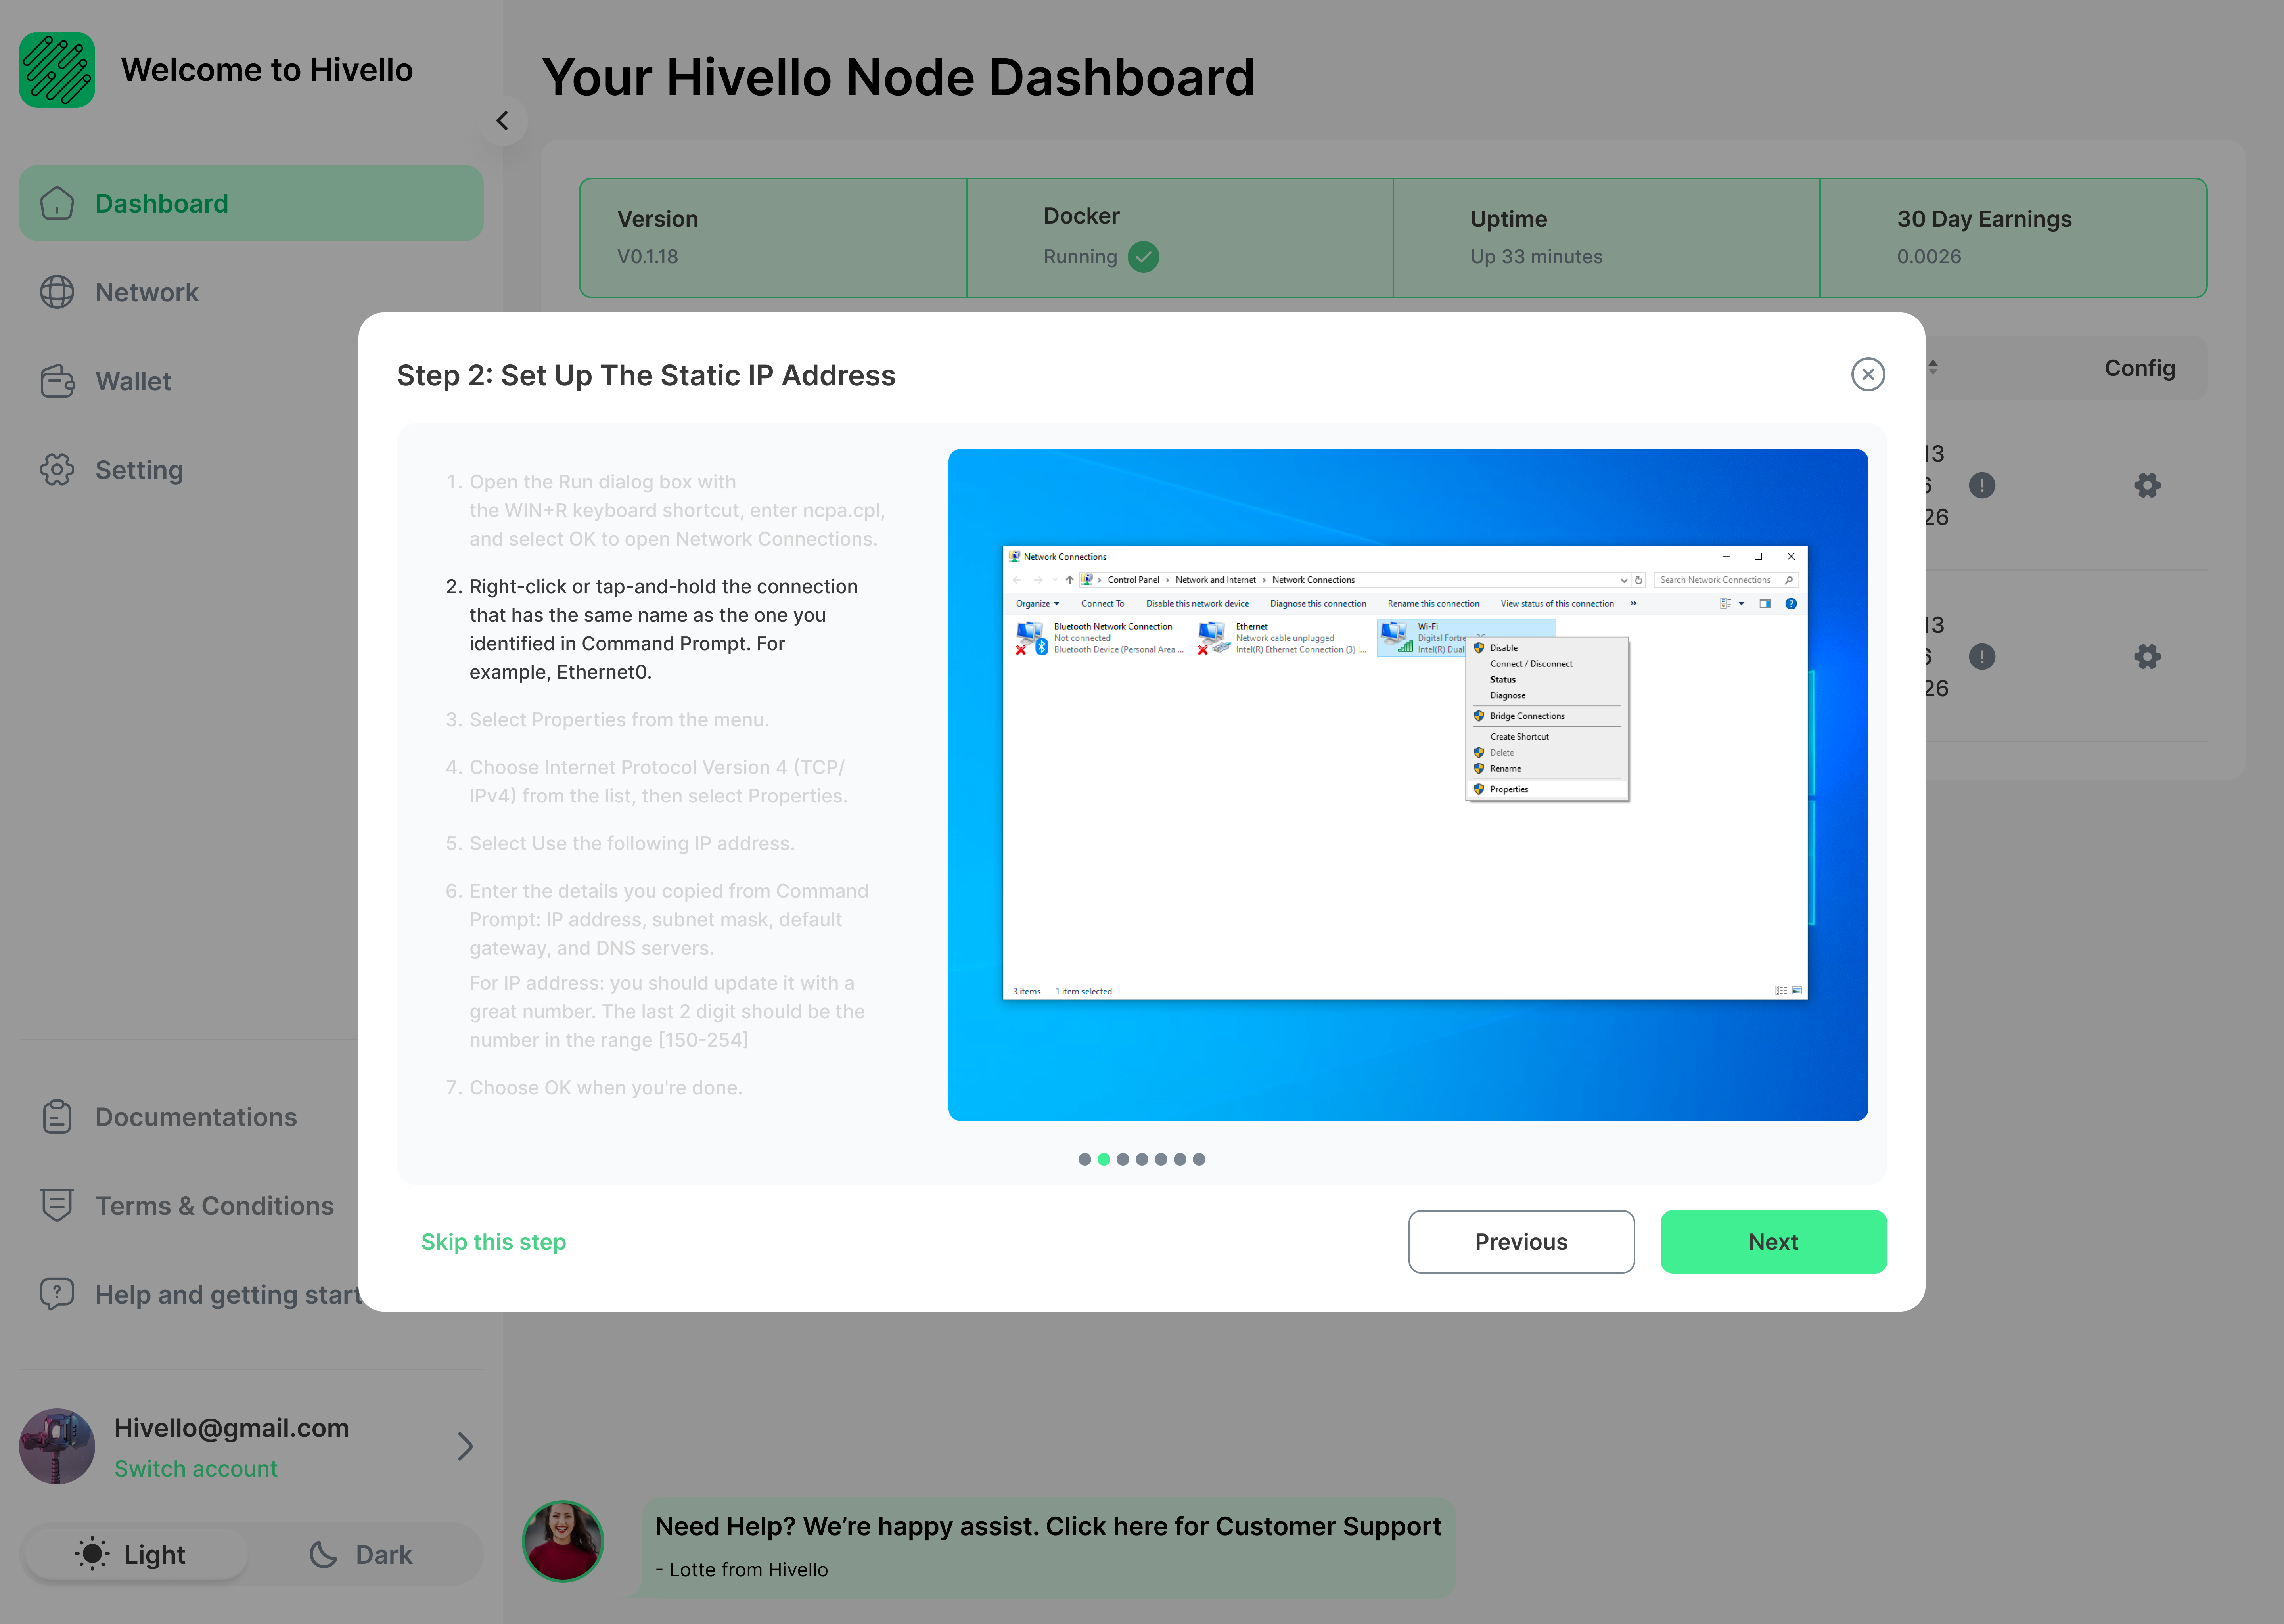 Welcome to Hivello
Dashboard
Network
Wallet
Setting
Documentations
Terms & Conditions
Help and getting start
Hivello@gmail.com
Switch account
Light
Dark
Your Hivello Node Dashboard
Version
V0.1.18
Docker
Running
Uptime
Up 33 minutes
30 Day Earnings
0.0026
Config
13
6
26
13
6
26
Step 2: Set Up The Static IP Address
1. Open the Run dialog box with
the WIN+R keyboard shortcut, enter ncpa.cpl,
and select OK to open Network Connections.
2. Right-click or tap-and-hold the connection
that has the same name as the one you
identified in Command Prompt. For
example, Ethernet0.
3. Select Properties from the menu.
4. Choose Internet Protocol Version 4 (TCP/
IPv4) from the list, then select Properties.
5. Select Use the following IP address.
6. Enter the details you copied from Command
Prompt: IP address, subnet mask, default
gateway, and DNS servers.
For IP address: you should update it with a
great number. The last 2 digit should be the
number in the range [150-254]
7. Choose OK when you're done.
Network Connections
Control Panel › Network and Internet › Network Connections
Search Network Connections
Organize Connect To Disable this network device Diagnose this connection Rename this connection View status of this connection »
Bluetooth Network Connection
Not connected
Bluetooth Device (Personal Area ...
Ethernet
Network cable unplugged
Intel(R) Ethernet Connection (3) I...
Wi-Fi
Digital Fortre
Intel(R) Dual
Disable
Connect / Disconnect
Status
Diagnose
Bridge Connections
Create Shortcut
Delete
Rename
Properties
3 items 1 item selected
Skip this step
Previous
Next
Need Help? We’re happy assist. Click here for Customer Support
- Lotte from Hivello